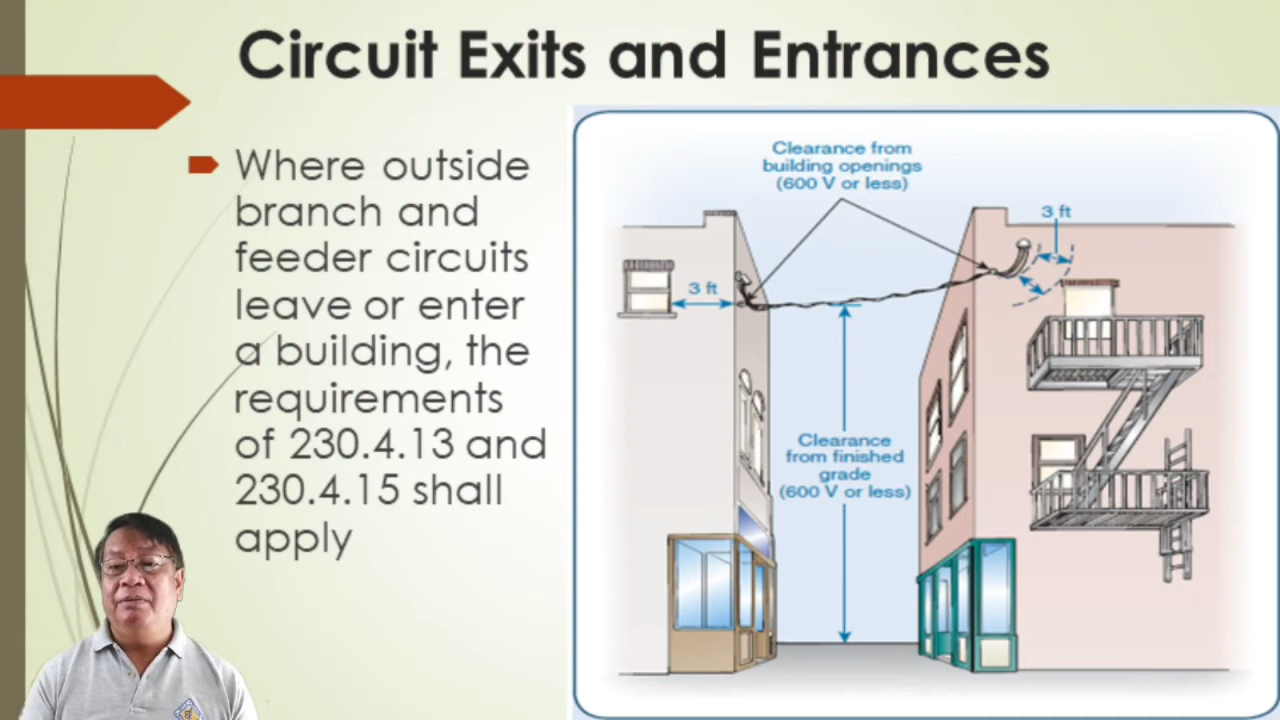 Circuit Exits and Entrances
Where outside
branch and
feeder circuits
leave or enter
a building, the
requirements
of 230.4.13 and
230.4.15 shall
apply
Clearance from
building openings
(600 V or less)
3 ft
3 ft
Clearance
from finished
grade
(600 V or less)